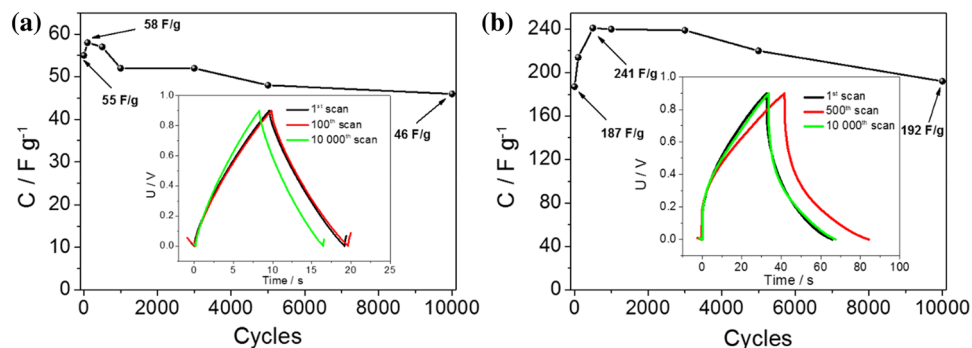 (a)
C / F g⁻¹
60
50
40
30
20
10
0
58 F/g
55 F/g
46 F/g
U / V
1.0
0.8
0.6
0.4
0.2
0.0
1ˢᵗ scan
100ᵗʰ scan
10 000ᵗʰ scan
0 5 10 15 20 25
Time / s
0 2000 4000 6000 8000 10000
Cycles
(b)
C / F g⁻¹
240
200
160
120
80
40
0
241 F/g
187 F/g
192 F/g
U / V
1.0
0.8
0.6
0.4
0.2
0.0
1ˢᵗ scan
500ᵗʰ scan
10 000ᵗʰ scan
0 20 40 60 80 100
Time / s
0 2000 4000 6000 8000 10000
Cycles